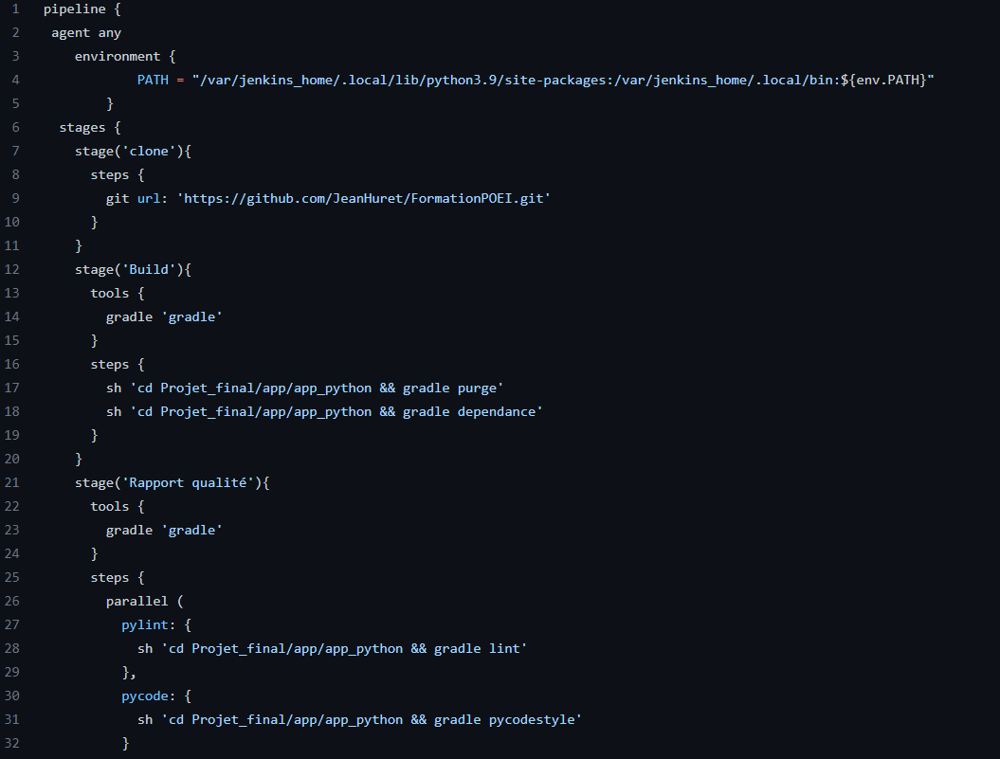 1 pipeline {
2 agent any
3 environment {
4 PATH = "/var/jenkins_home/.local/lib/python3.9/site-packages:/var/jenkins_home/.local/bin:${env.PATH}"
5 }
6 stages {
7 stage('clone'){
8 steps {
9 git url: 'https://github.com/JeanHuret/FormationPOEI.git'
10 }
11 }
12 stage('Build'){
13 tools {
14 gradle 'gradle'
15 }
16 steps {
17 sh 'cd Projet_final/app/app_python && gradle purge'
18 sh 'cd Projet_final/app/app_python && gradle dependance'
19 }
20 }
21 stage('Rapport qualité'){
22 tools {
23 gradle 'gradle'
24 }
25 steps {
26 parallel (
27 pylint: {
28 sh 'cd Projet_final/app/app_python && gradle lint'
29 },
30 pycode: {
31 sh 'cd Projet_final/app/app_python && gradle pycodestyle'
32 }